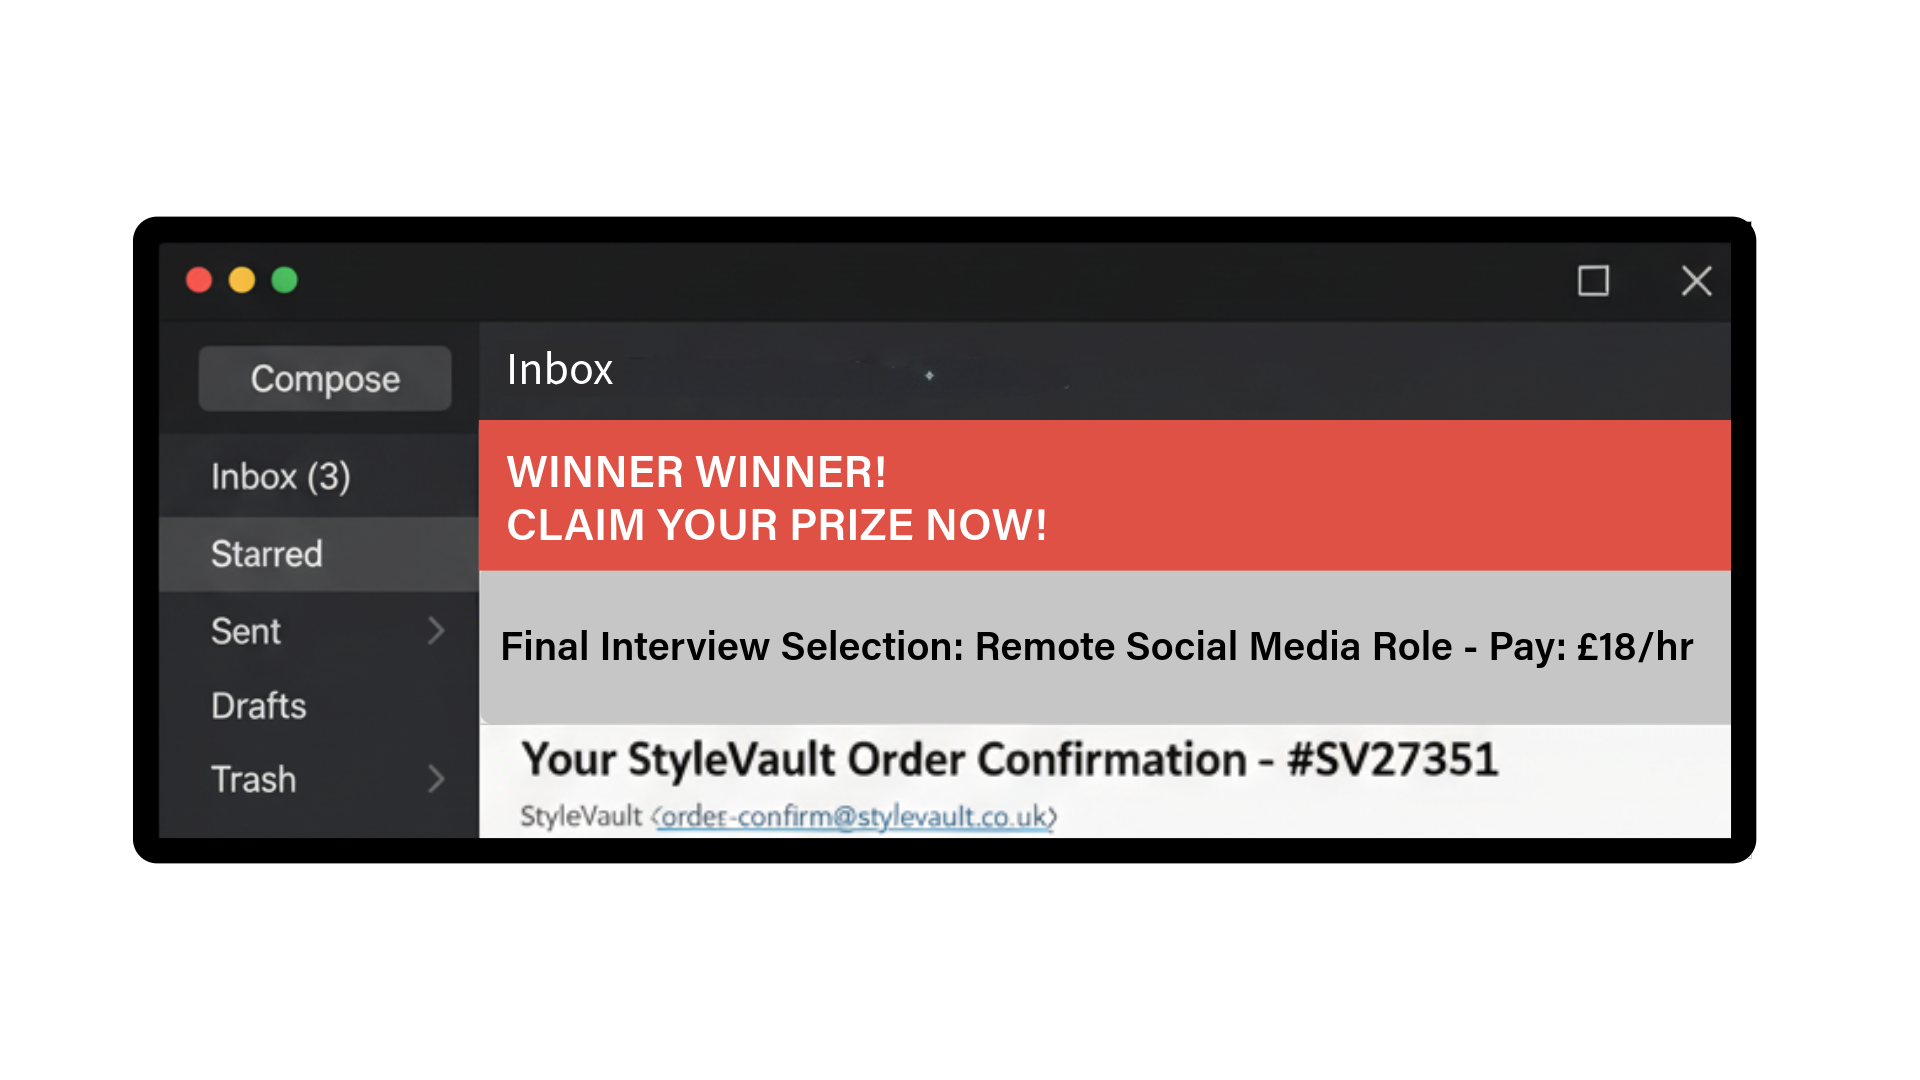 Compose
Inbox (3)
Starred
Sent
Drafts
Trash
Inbox
WINNER WINNER!
CLAIM YOUR PRIZE NOW!
Final Interview Selection: Remote Social Media Role - Pay: £18/hr
Your StyleVault Order Confirmation - #SV27351
StyleVault <order-confirm@stylevault.co.uk>